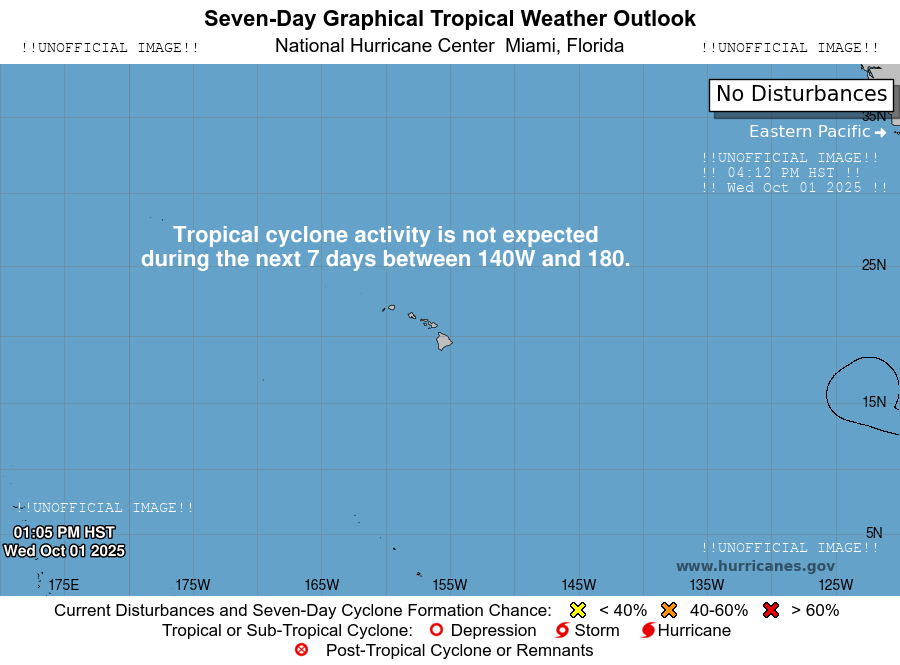 Seven-Day Graphical Tropical Weather Outlook
National Hurricane Center  Miami, Florida
!!UNOFFICIAL IMAGE!!
!!UNOFFICIAL IMAGE!!
No Disturbances
35N
Eastern Pacific →
!!UNOFFICIAL IMAGE!!
!! 04:12 PM HST !!
!! Wed Oct 01 2025 !!
Tropical cyclone activity is not expected
during the next 7 days between 140W and 180.
25N
15N
!!UNOFFICIAL IMAGE!!
01:05 PM HST
Wed Oct 01 2025
5N
!!UNOFFICIAL IMAGE!!
www.hurricanes.gov
175E 175W 165W 155W 145W 135W 125W
Current Disturbances and Seven-Day Cyclone Formation Chance: < 40% 40-60% > 60%
Tropical or Sub-Tropical Cyclone: Depression Storm Hurricane
Post-Tropical Cyclone or Remnants